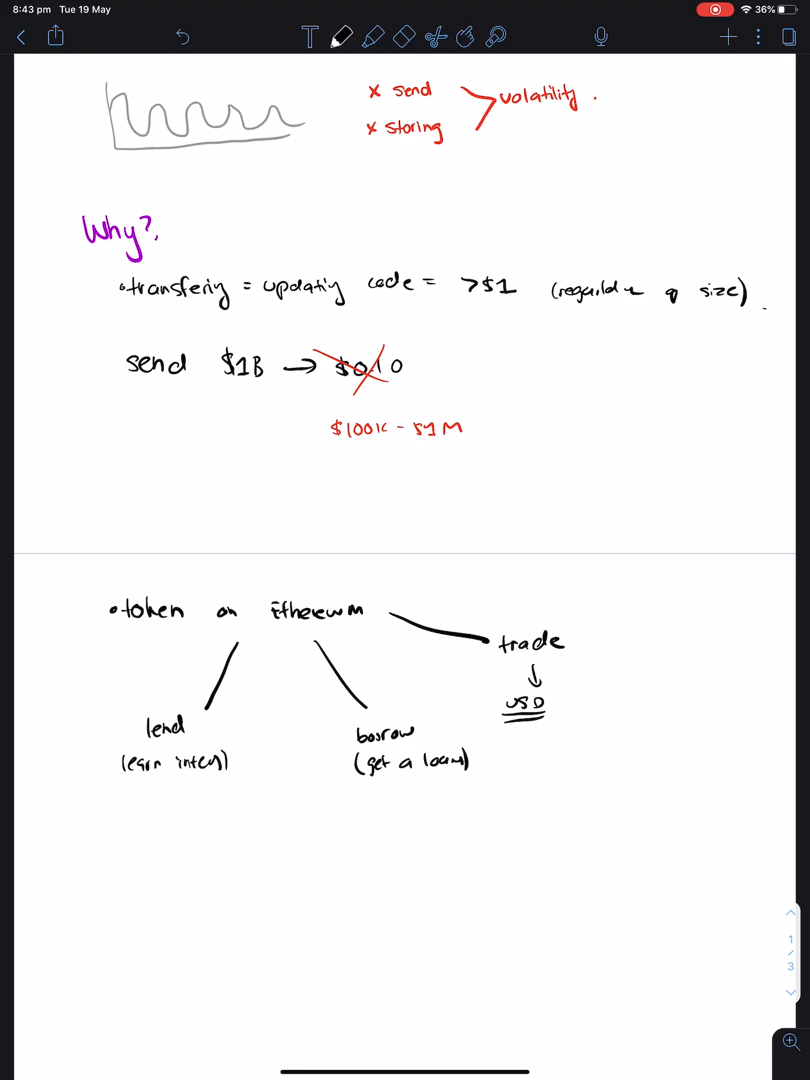 8:43 pm Tue 19 May
36%
x send
volatility .
x storing
Why?.
•transfering = updating code = >$1 (regardless of size) .
send $1B → $0.10
$100K - $1M
•token on Ethereum
trade
↓
USD
lend
(earn interest)
borrow
(get a loan)
1
/
3